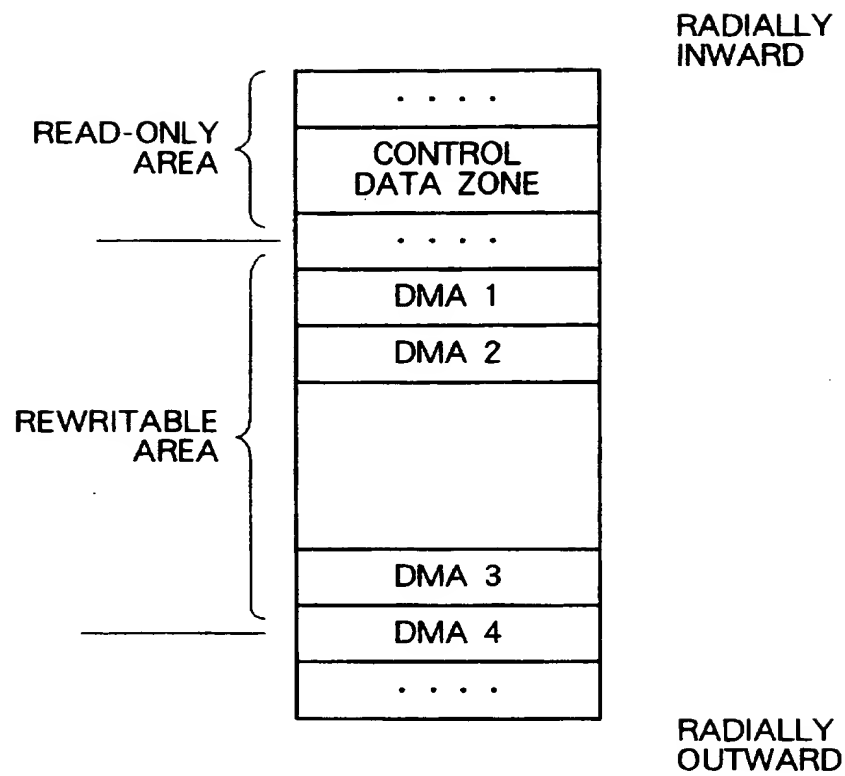 RADIALLY
INWARD
. . . .
READ-ONLY
AREA
CONTROL
DATA ZONE
. . . .
DMA 1
DMA 2
REWRITABLE
AREA
DMA 3
DMA 4
. . . .
RADIALLY
OUTWARD